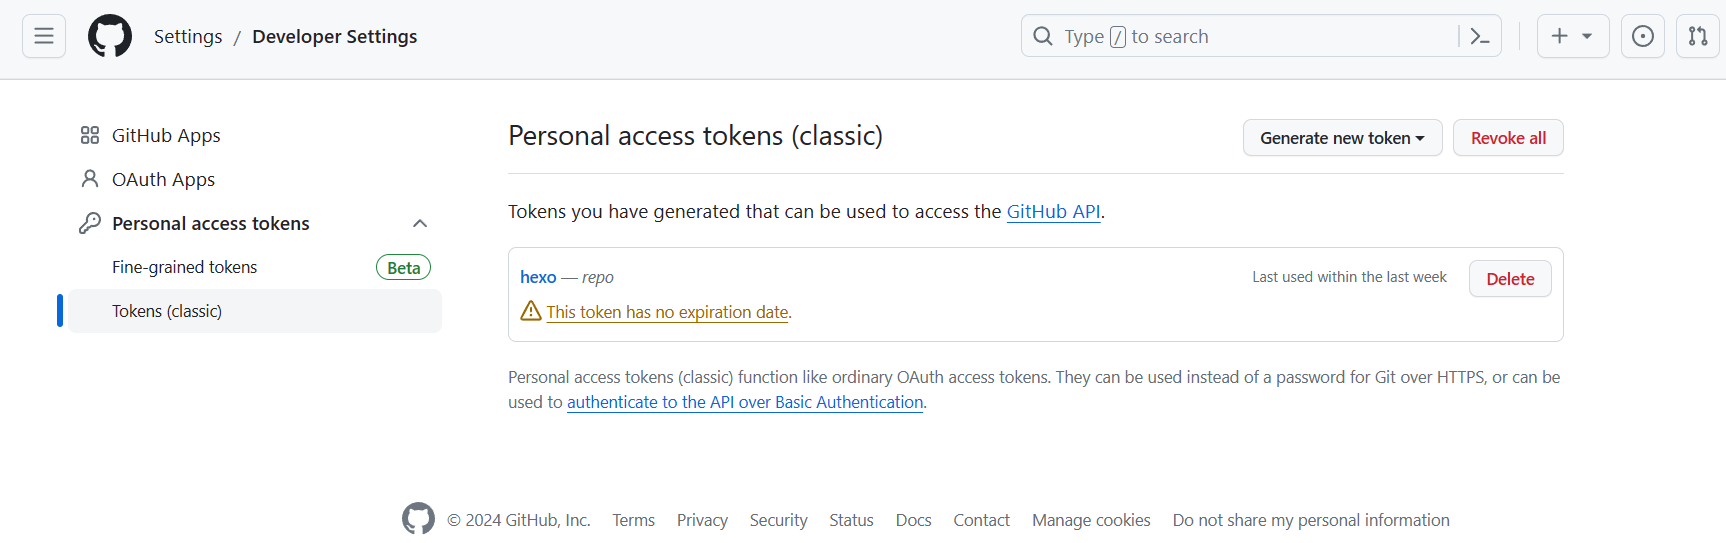 Settings / Developer Settings
Type / to search
GitHub Apps
OAuth Apps
Personal access tokens
Fine-grained tokens Beta
Tokens (classic)
Personal access tokens (classic)
Generate new token Revoke all
Tokens you have generated that can be used to access the GitHub API.
hexo — repo Last used within the last week Delete
This token has no expiration date.
Personal access tokens (classic) function like ordinary OAuth access tokens. They can be used instead of a password for Git over HTTPS, or can be
used to authenticate to the API over Basic Authentication.
© 2024 GitHub, Inc. Terms Privacy Security Status Docs Contact Manage cookies Do not share my personal information